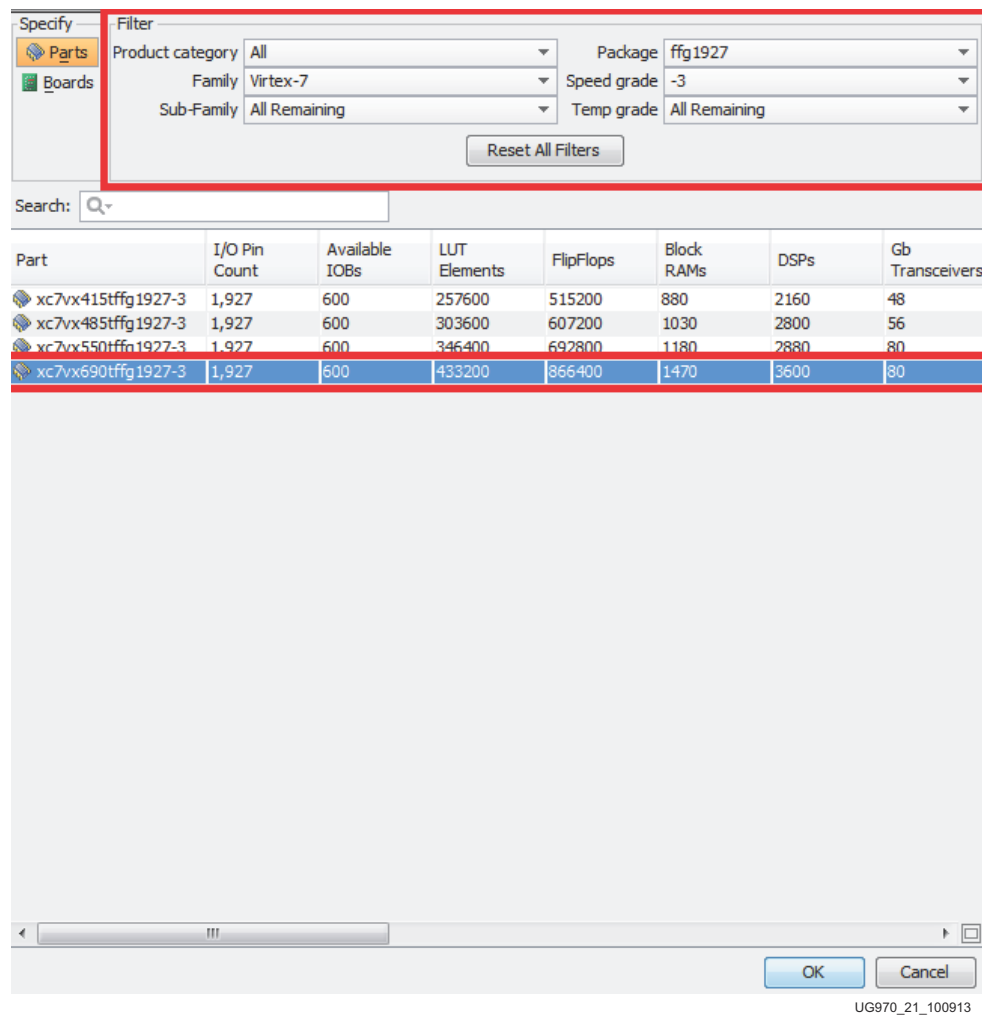 Specify Filter
Parts Product category All Package ffg1927
Boards Family Virtex-7 Speed grade -3
Sub-Family All Remaining Temp grade All Remaining
Reset All Filters
Search:
Part I/O Pin Count Available IOBs LUT Elements FlipFlops Block RAMs DSPs Gb Transceivers
xc7vx415tffg1927-3 1,927 600 257600 515200 880 2160 48
xc7vx485tffg1927-3 1,927 600 303600 607200 1030 2800 56
xc7vx550tffg1927-3 1,927 600 346400 692800 1180 2880 80
xc7vx690tffg1927-3 1,927 600 433200 866400 1470 3600 80
OK Cancel
UG970_21_100913